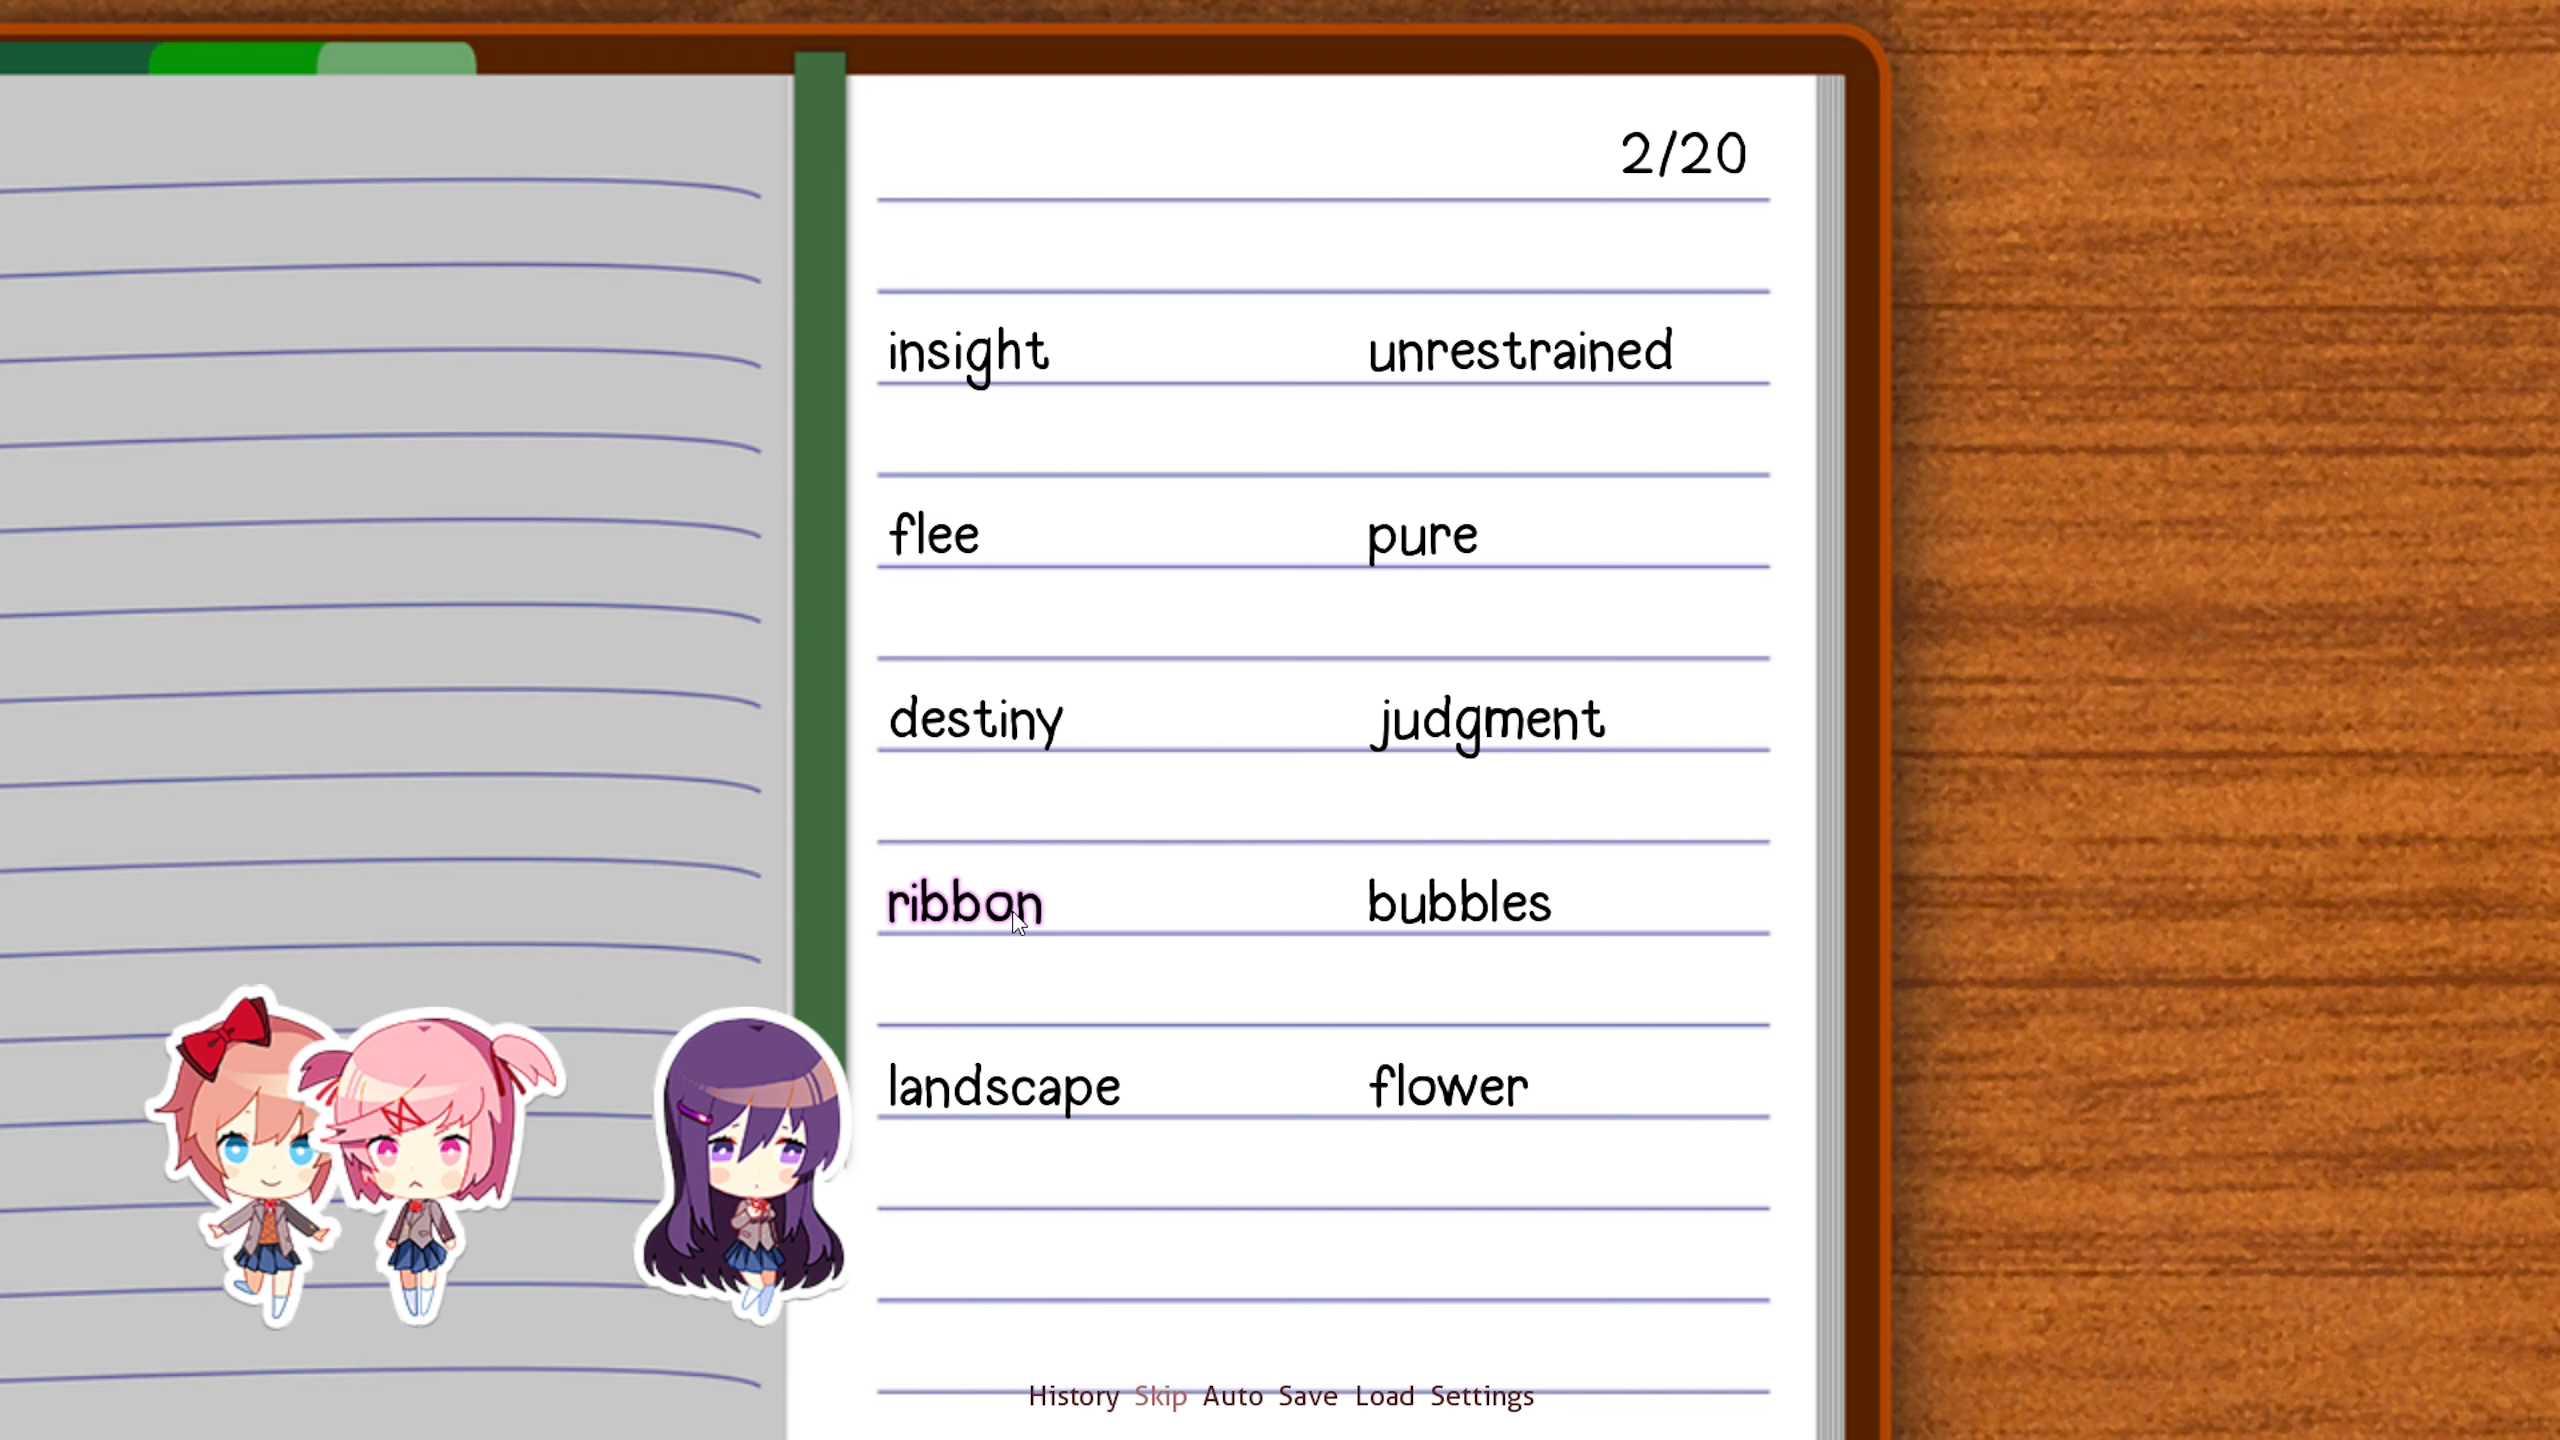 2/20
insight unrestrained
flee pure
destiny judgment
ribbon bubbles
landscape flower
History Skip Auto Save Load Settings